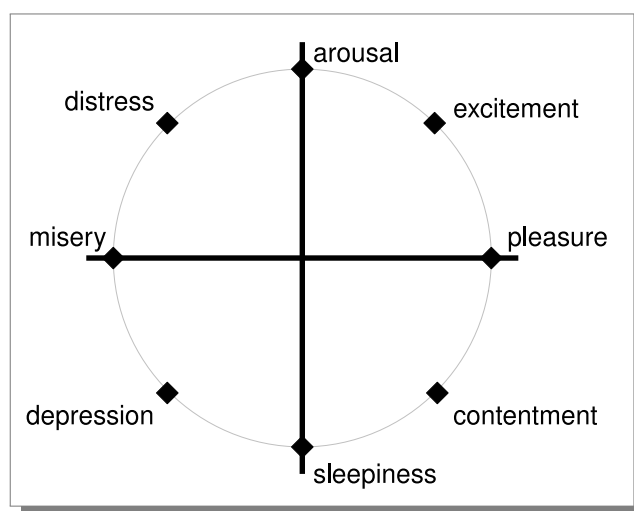 arousal
distress
excitement
misery
pleasure
depression
contentment
sleepiness